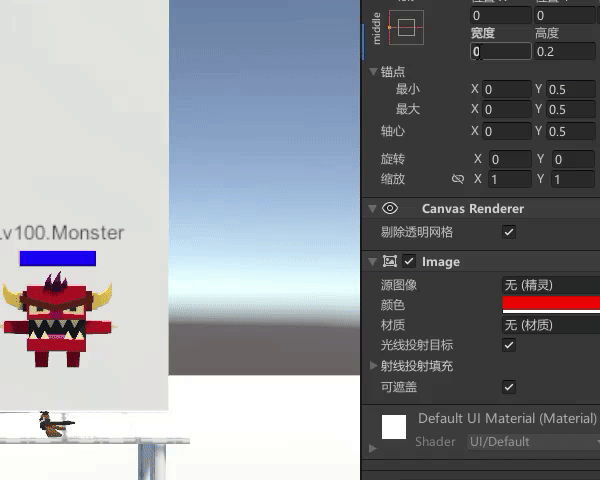 middle
0 0
宽度 高度
0 0.2
锚点
最小 X 0 Y 0.5
最大 X 0 Y 0.5
轴心 X 0 Y 0.5
旋转 X 0 Y 0
缩放 X 1 Y 1
Canvas Renderer
剔除透明网格
Image
源图像 无 (精灵)
颜色
材质 无 (材质)
光线投射目标
射线投射填充
可遮盖
Default UI Material (Material)
Shader UI/Default
Lv100.Monster